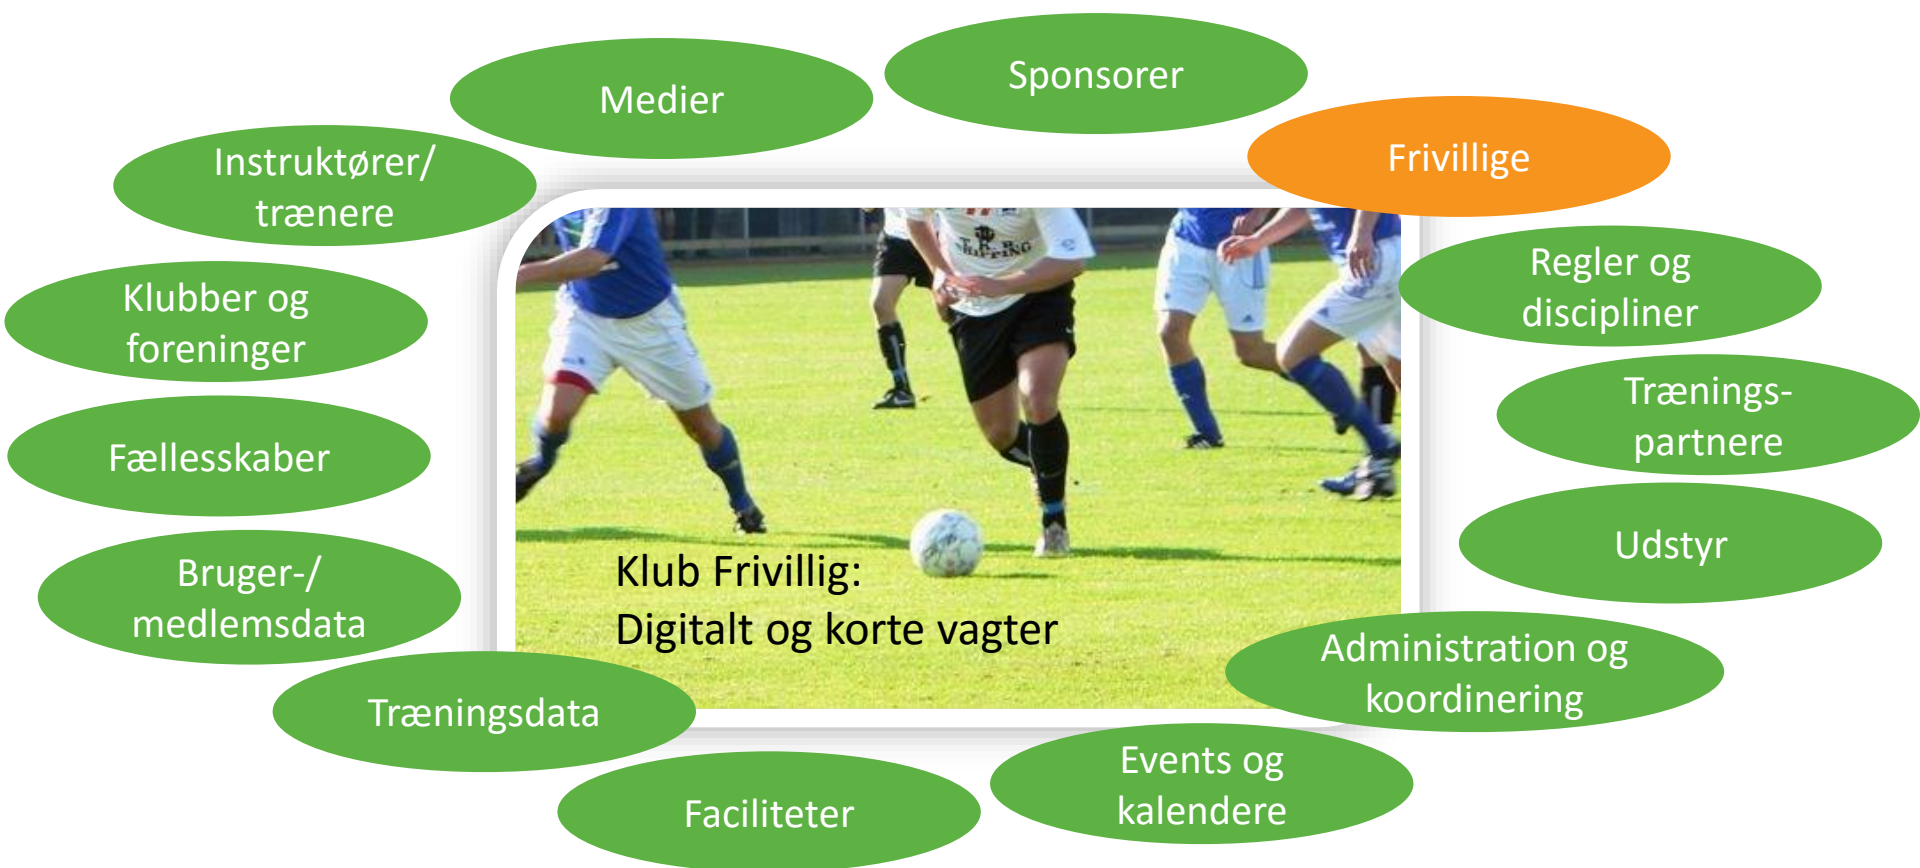 Medier
Sponsorer
Frivillige
Instruktører/
trænere
Regler og
discipliner
Klubber og
foreninger
Trænings-
partnere
Fællesskaber
Udstyr
Bruger-/
medlemsdata
Klub Frivillig:
Digitalt og korte vagter
Administration og
koordinering
Træningsdata
Events og
kalendere
Faciliteter